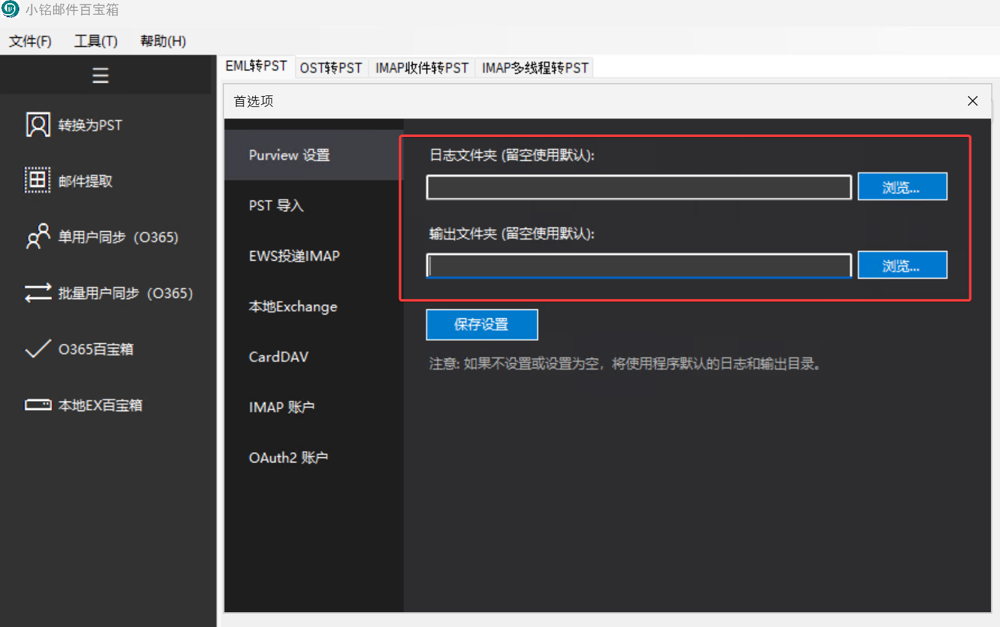 小铭邮件百宝箱
文件(F) 工具(T) 帮助(H)
EML转PST OST转PST IMAP收件转PST IMAP多线程转PST
转换为PST
邮件提取
单用户同步（O365)
批量用户同步（O365)
O365百宝箱
本地EX百宝箱
首选项
Purview 设置
PST 导入
EWS投递IMAP
本地Exchange
CardDAV
IMAP 账户
OAuth2 账户
日志文件夹 (留空使用默认):
浏览...
输出文件夹 (留空使用默认):
浏览...
保存设置
注意: 如果不设置或设置为空，将使用程序默认的日志和输出目录。